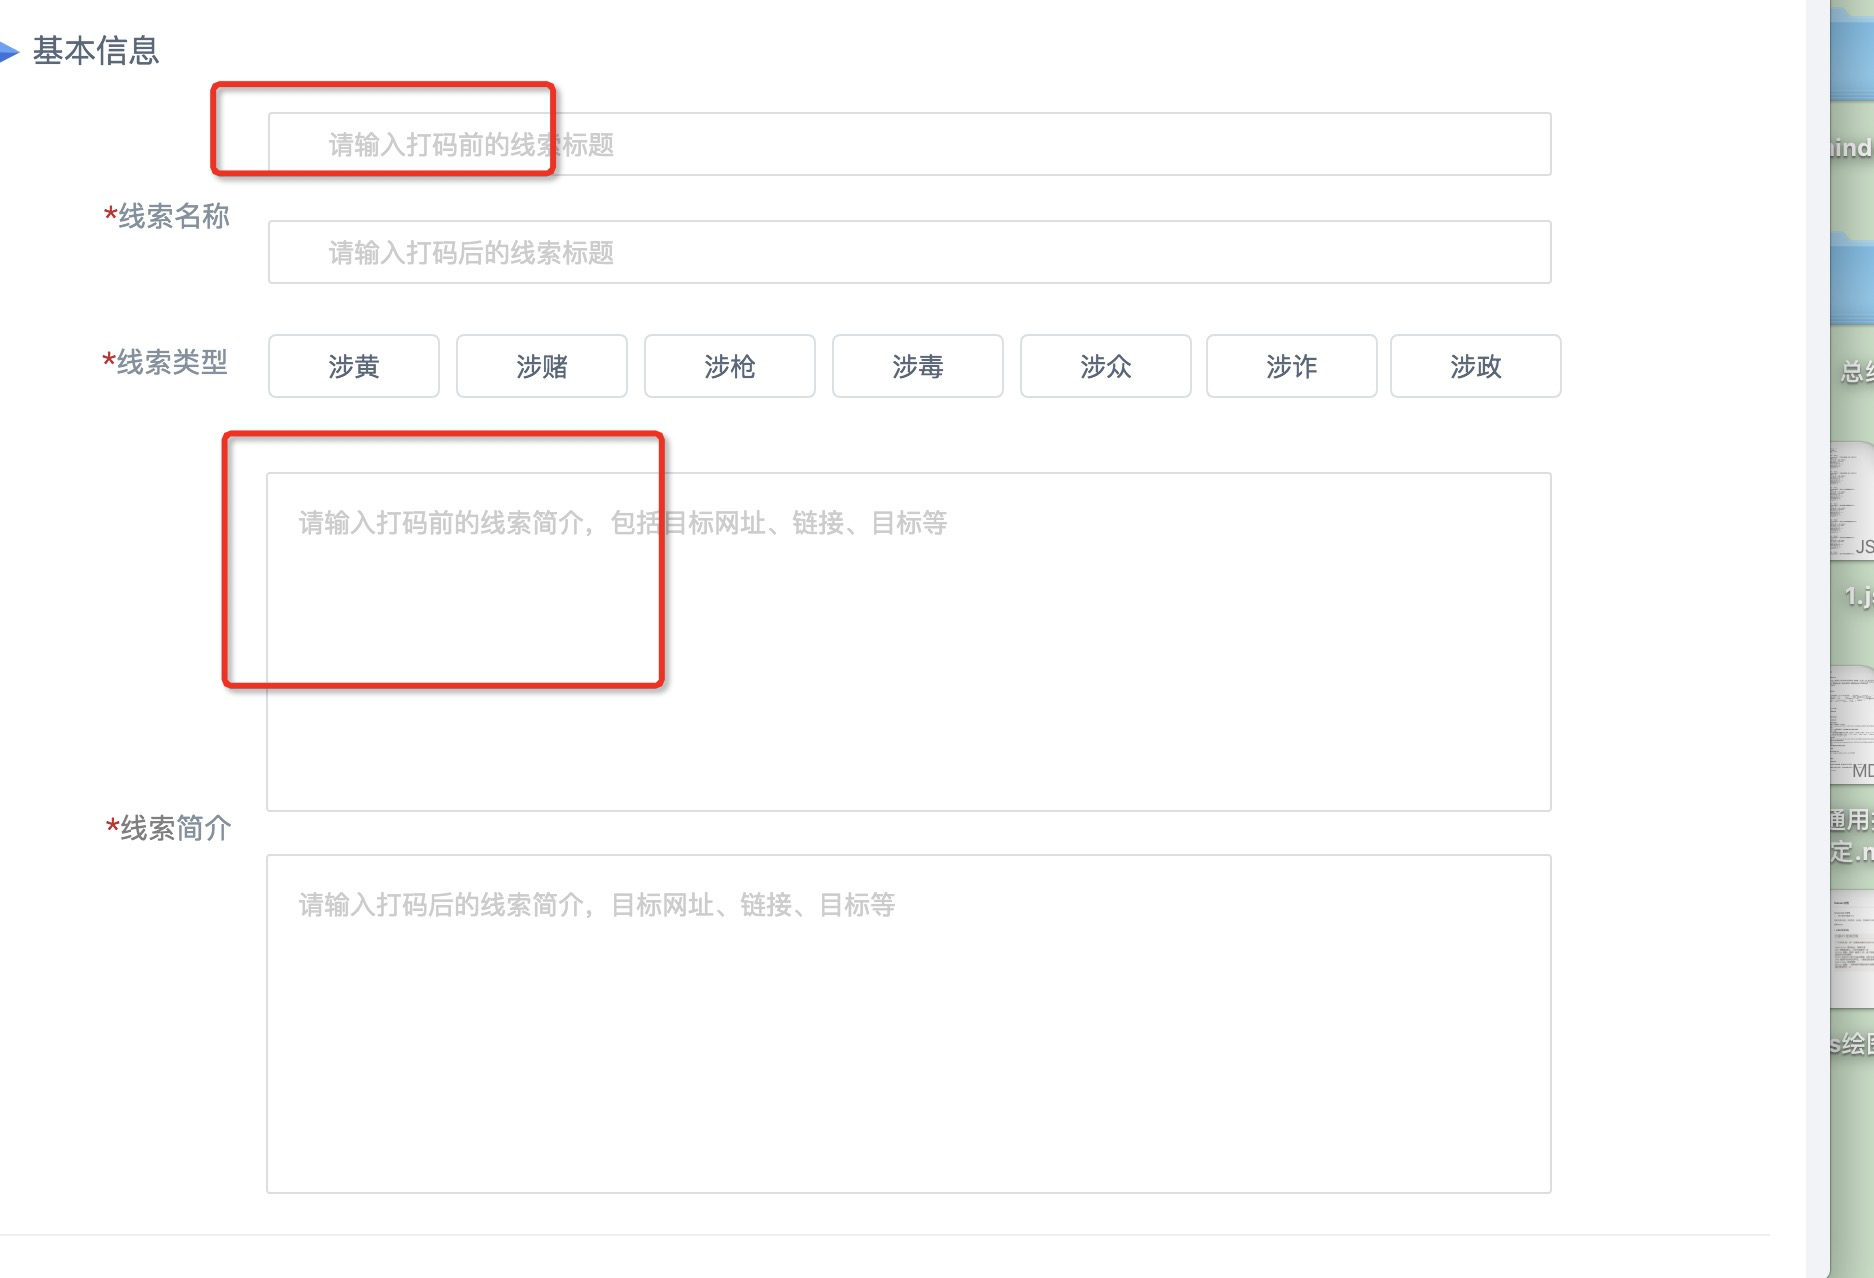 基本信息
请输入打码前的线索标题
*线索名称
请输入打码后的线索标题
*线索类型
涉黄
涉赌
涉枪
涉毒
涉众
涉诈
涉政
请输入打码前的线索简介，包括目标网址、链接、目标等
*线索简介
请输入打码后的线索简介，目标网址、链接、目标等
JS
1.js
MD
通用
定.m
s绘